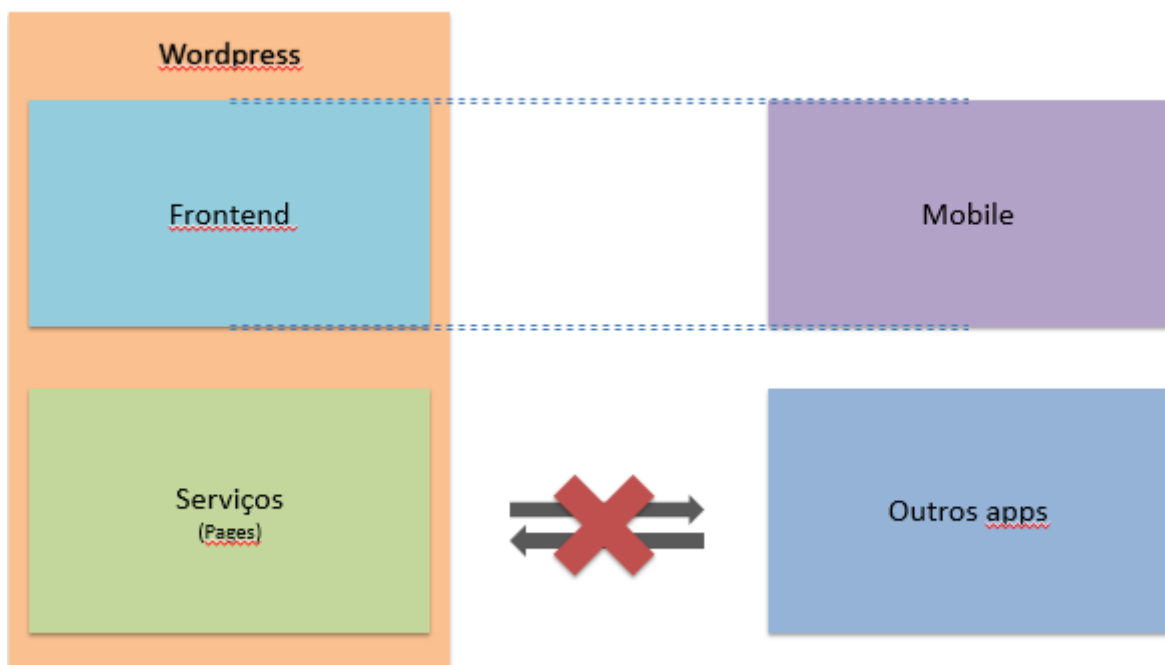 Wordpress
Frontend
Mobile
Serviços
(Pages)
Outros apps